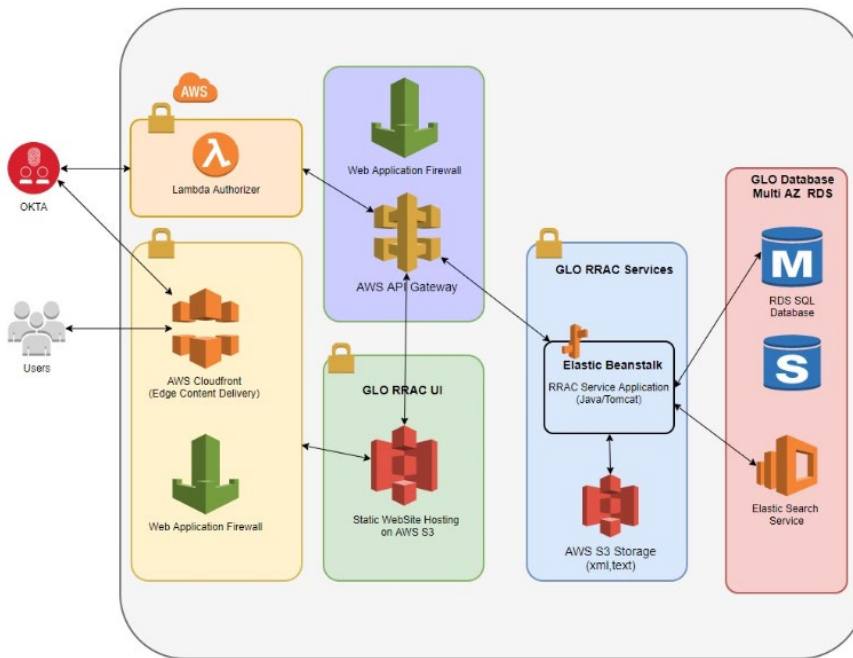 AWS
Lambda Authorizer
OKTA
Users
AWS Cloudfront
(Edge Content Delivery)
Web Application Firewall
Web Application Firewall
AWS API Gateway
GLO RRAC UI
Static WebSite Hosting
on AWS S3
GLO RRAC Services
Elastic Beanstalk
RRAC Service Application
(Java/Tomcat)
AWS S3 Storage
(xml,text)
GLO Database
Multi AZ RDS
M
RDS SQL
Database
S
Elastic Search
Service